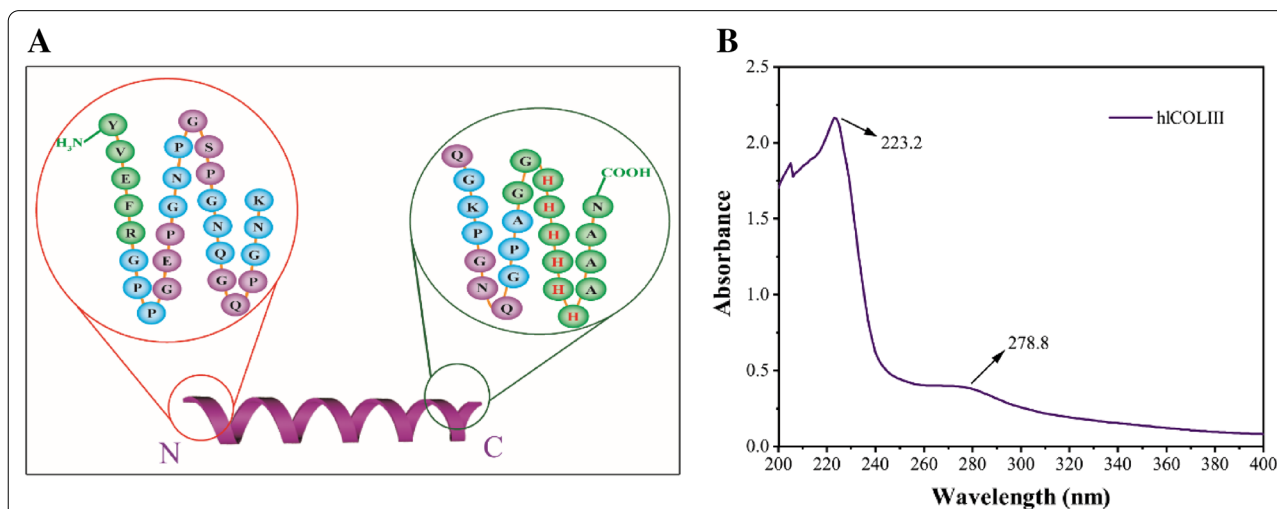 A
H₃N
Y V E F R G P P G E P G N P G S P G N Q G Q P G N K
Q G K P G N Q G P A G G H H H H H H A A A N
COOH
N
C
B
2.5
2.0
1.5
1.0
0.5
0.0
Absorbance
hlCOLIII
223.2
278.8
200 220 240 260 280 300 320 340 360 380 400
Wavelength (nm)